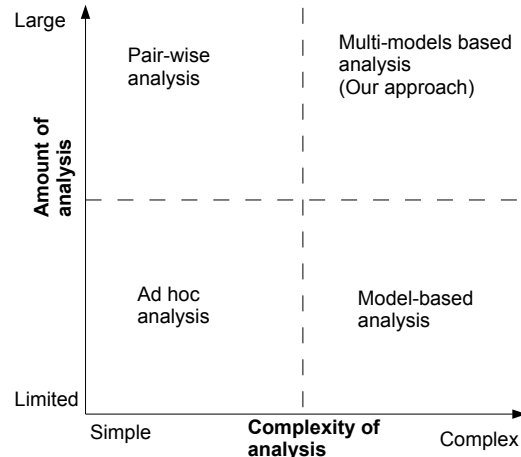 Large
Pair-wise
analysis
Multi-models based
analysis
(Our approach)
Amount of
analysis
Ad hoc
analysis
Model-based
analysis
Limited
Simple
Complexity of
analysis
Complex